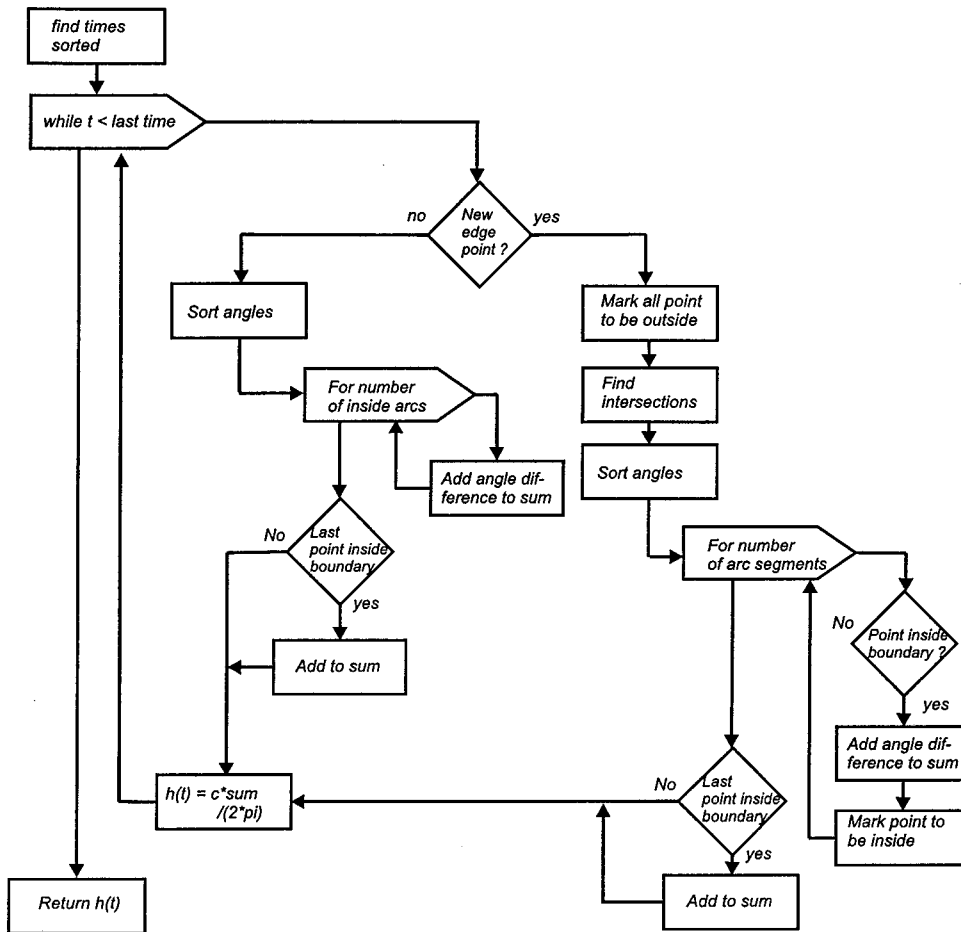 find times
sorted
while t < last time
no
New
edge
point ?
yes
Sort angles
Mark all point
to be outside
For number
of inside arcs
Find
intersections
Add angle dif-
ference to sum
Sort angles
No
Last
point inside
boundary
yes
For number
of arc segments
Add to sum
No
Point inside
boundary ?
yes
Add angle dif-
ference to sum
h(t) = c*sum
/(2*pi)
No
Last
point inside
boundary
yes
Mark point to
be inside
Return h(t)
Add to sum